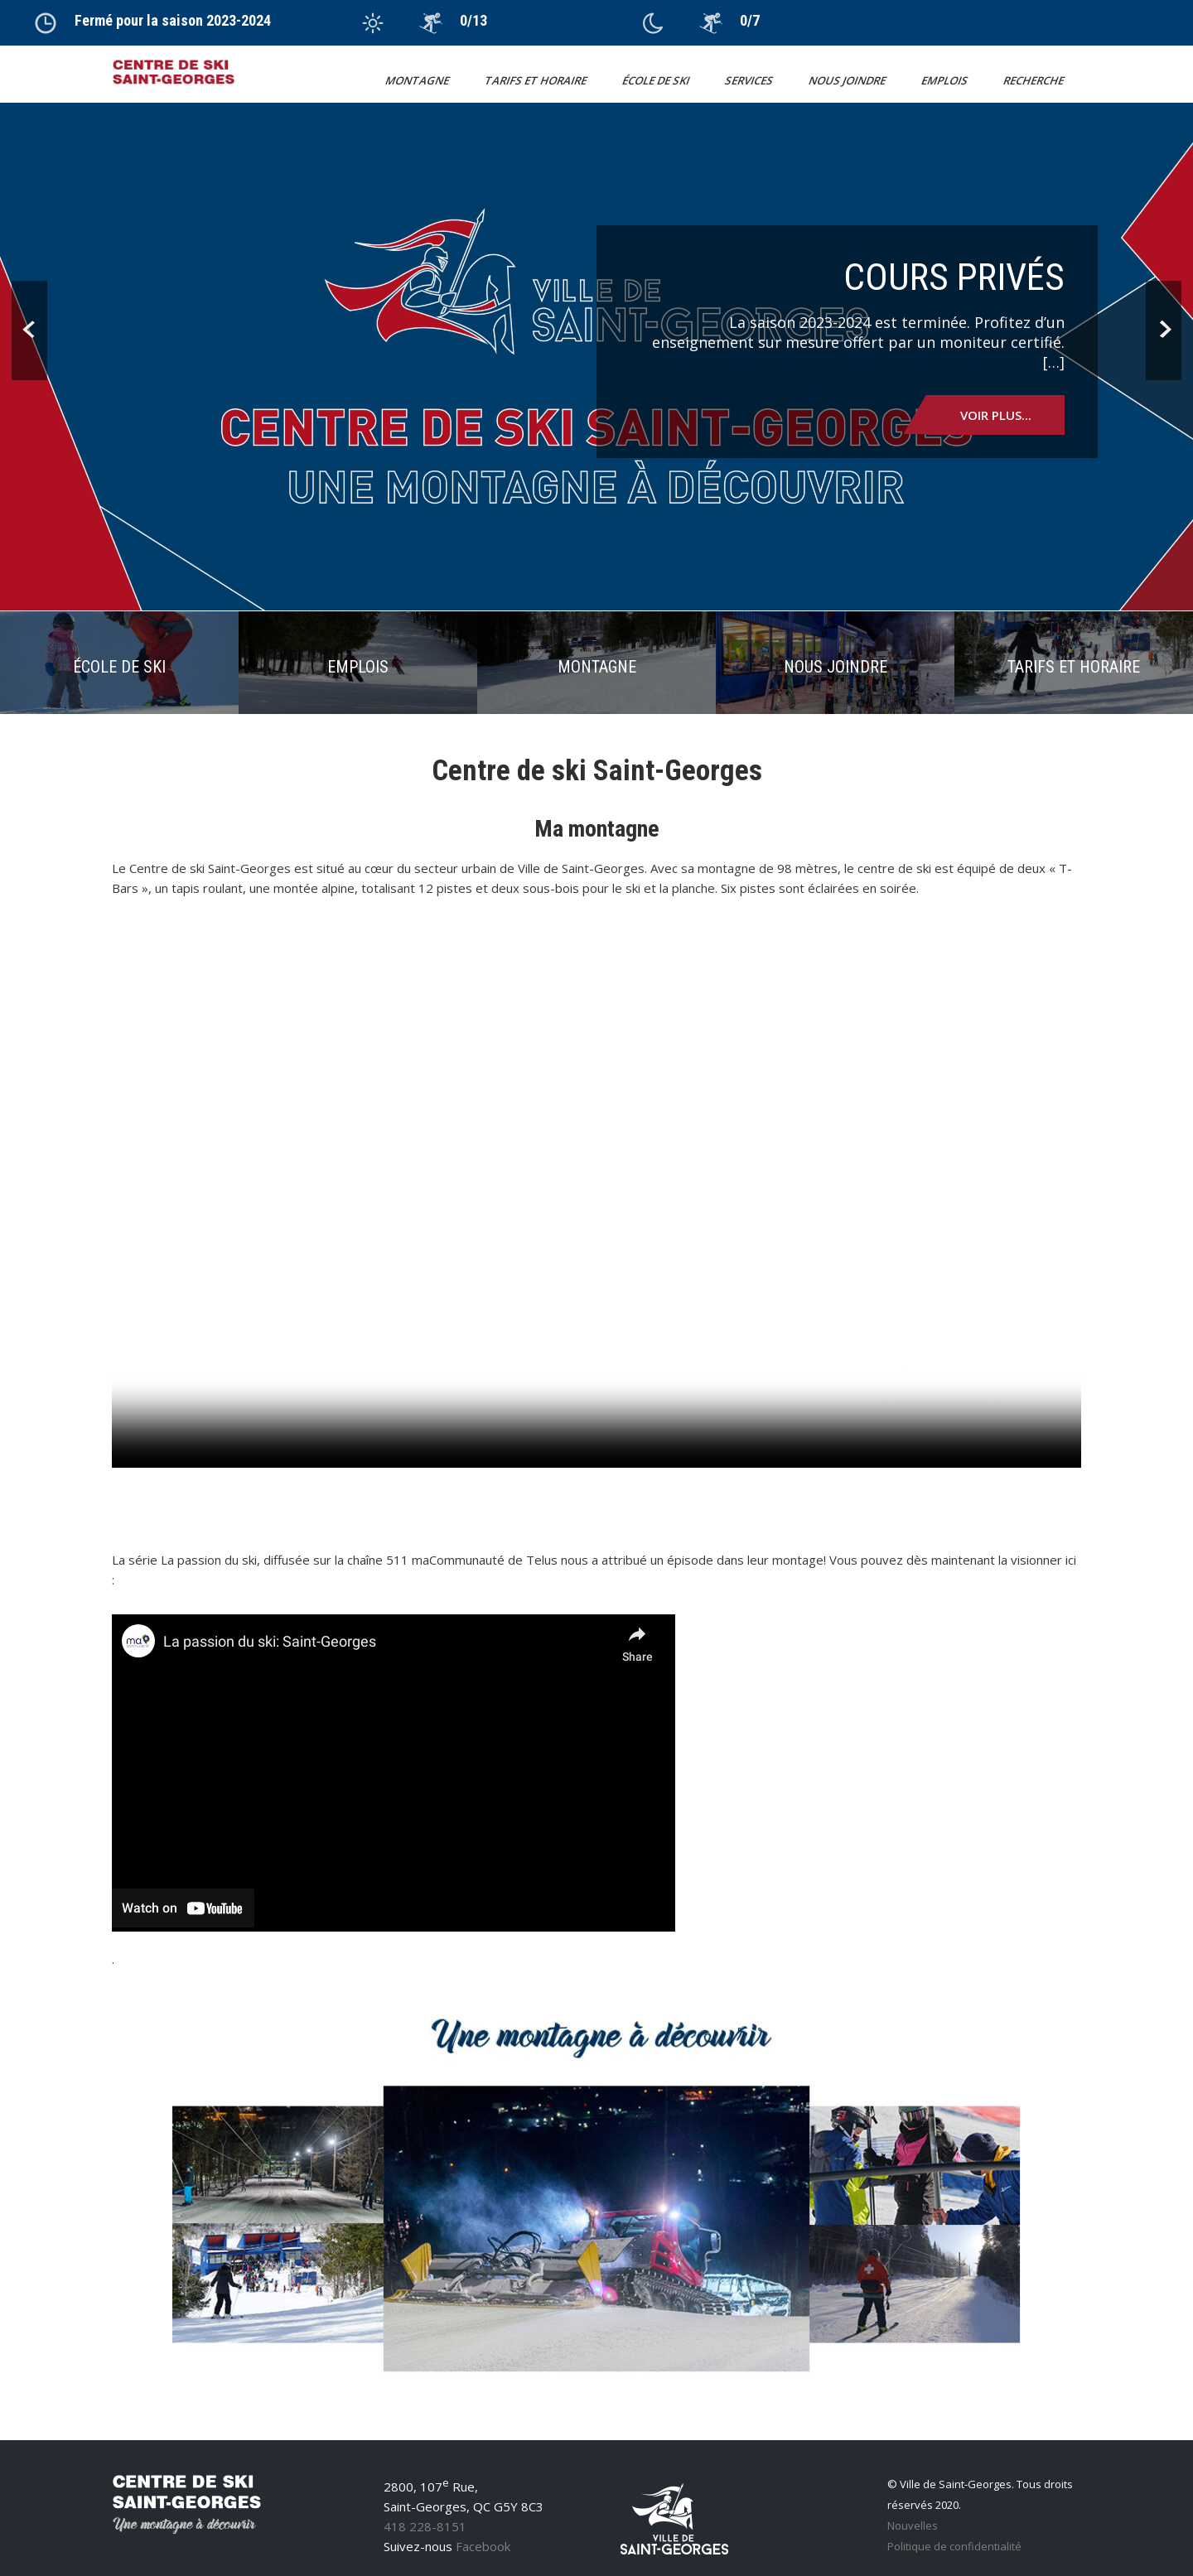 Fermé pour la saison 2023-2024
0/13
0/7
CENTRE DE SKI
SAINT-GEORGES
MONTAGNE
TARIFS ET HORAIRE
ÉCOLE DE SKI
SERVICES
NOUS JOINDRE
EMPLOIS
RECHERCHE
VILLE DE
SAINT-GEORGES
CENTRE DE SKI SAINT-GEORGES
UNE MONTAGNE À DÉCOUVRIR
COURS PRIVÉS
La saison 2023-2024 est terminée. Profitez d’un
enseignement sur mesure offert par un moniteur certifié.
[…]
VOIR PLUS...
ÉCOLE DE SKI
EMPLOIS
MONTAGNE
NOUS JOINDRE
TARIFS ET HORAIRE
Centre de ski Saint-Georges
Ma montagne
Le Centre de ski Saint-Georges est situé au cœur du secteur urbain de Ville de Saint-Georges. Avec sa montagne de 98 mètres, le centre de ski est équipé de deux « T-
Bars », un tapis roulant, une montée alpine, totalisant 12 pistes et deux sous-bois pour le ski et la planche. Six pistes sont éclairées en soirée.
La série La passion du ski, diffusée sur la chaîne 511 maCommunauté de Telus nous a attribué un épisode dans leur montage! Vous pouvez dès maintenant la visionner ici
:
ma
La passion du ski: Saint-Georges
Share
Watch on YouTube
.
Une montagne à découvrir
CENTRE DE SKI
SAINT-GEORGES
Une montagne à découvrir
2800, 107e Rue,
Saint-Georges, QC G5Y 8C3
418 228-8151
Suivez-nous Facebook
VILLE DE
SAINT-GEORGES
© Ville de Saint-Georges. Tous droits
réservés 2020.
Nouvelles
Politique de confidentialité